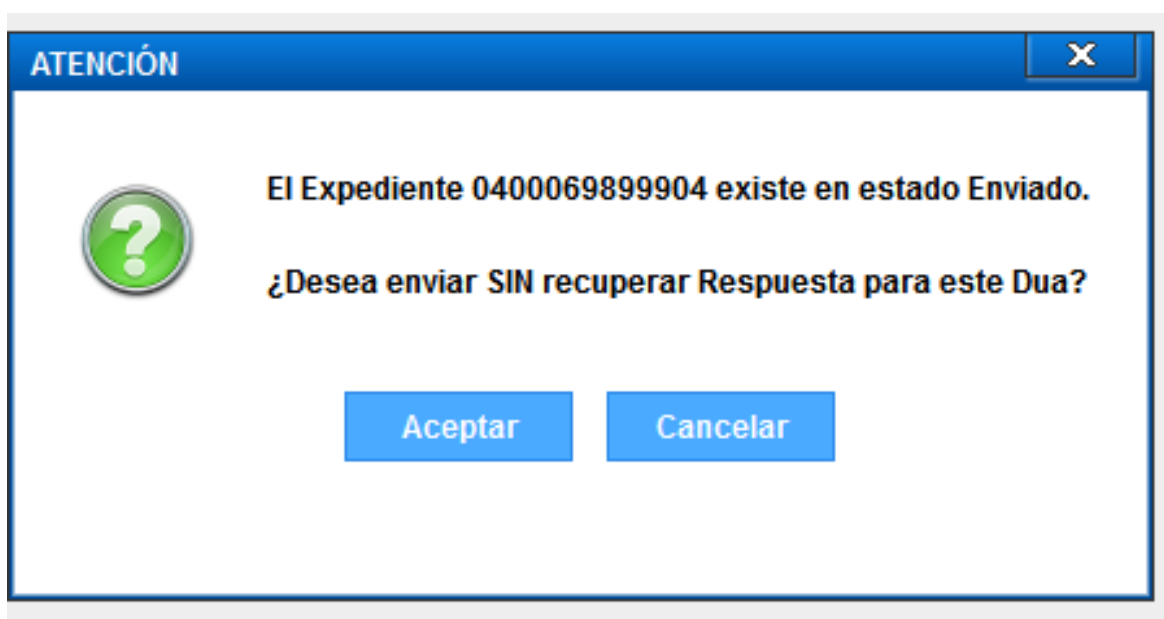 ATENCIÓN
El Expediente 0400069899904 existe en estado Enviado.
¿Desea enviar SIN recuperar Respuesta para este Dua?
Aceptar
Cancelar